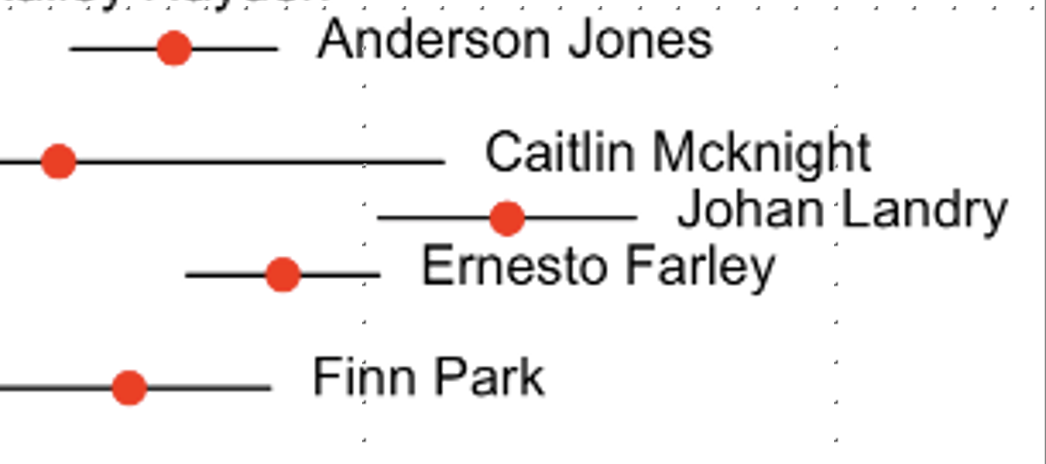 Anderson Jones
Caitlin Mcknight
Johan Landry
Ernesto Farley
Finn Park